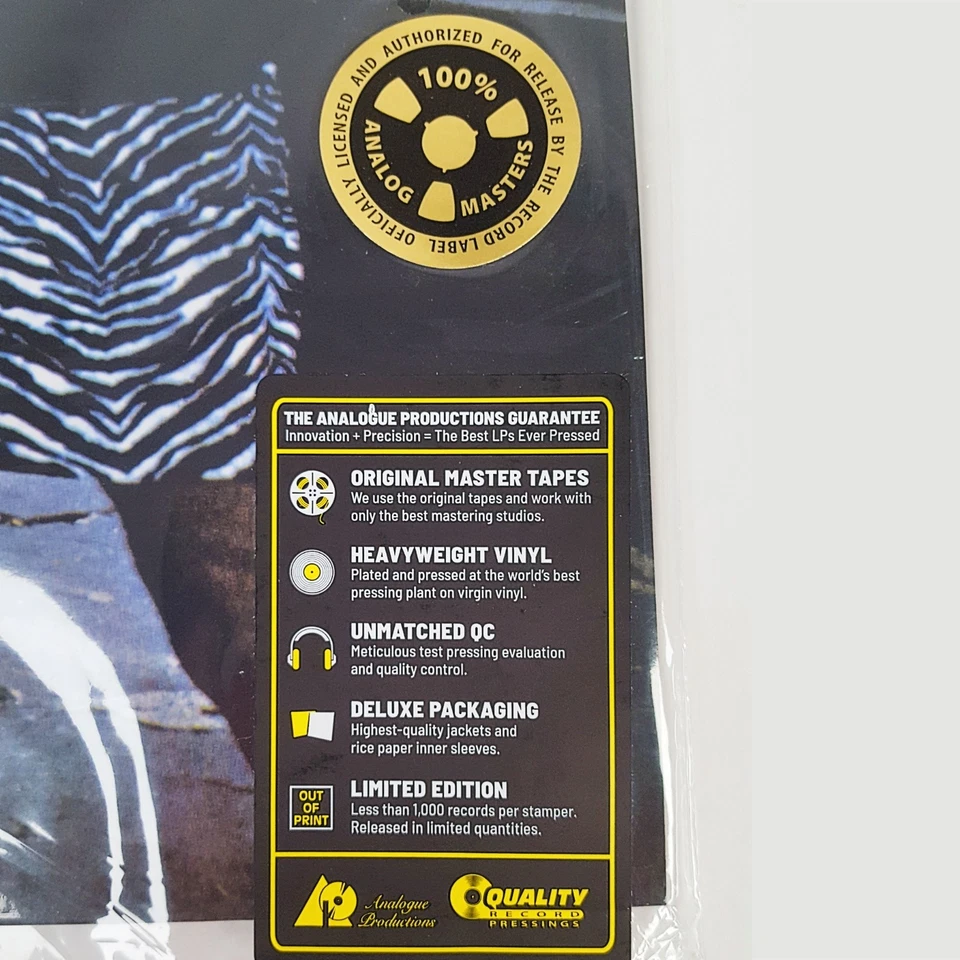 OFFICIALLY LICENSED AND AUTHORIZED FOR RELEASE BY THE RECORD LABEL
100%
ANALOG
MASTERS
THE ANALOGUE PRODUCTIONS GUARANTEE
Innovation + Precision = The Best LPs Ever Pressed
ORIGINAL MASTER TAPES
We use the original tapes and work with
only the best mastering studios.
HEAVYWEIGHT VINYL
Plated and pressed at the world's best
pressing plant on virgin vinyl.
UNMATCHED QC
Meticulous test pressing evaluation
and quality control.
DELUXE PACKAGING
Highest-quality jackets and
rice paper inner sleeves.
OUT
OF
PRINT
LIMITED EDITION
Less than 1,000 records per stamper.
Released in limited quantities.
AP
Analogue
Productions
QUALITY
RECORD
PRESSINGS